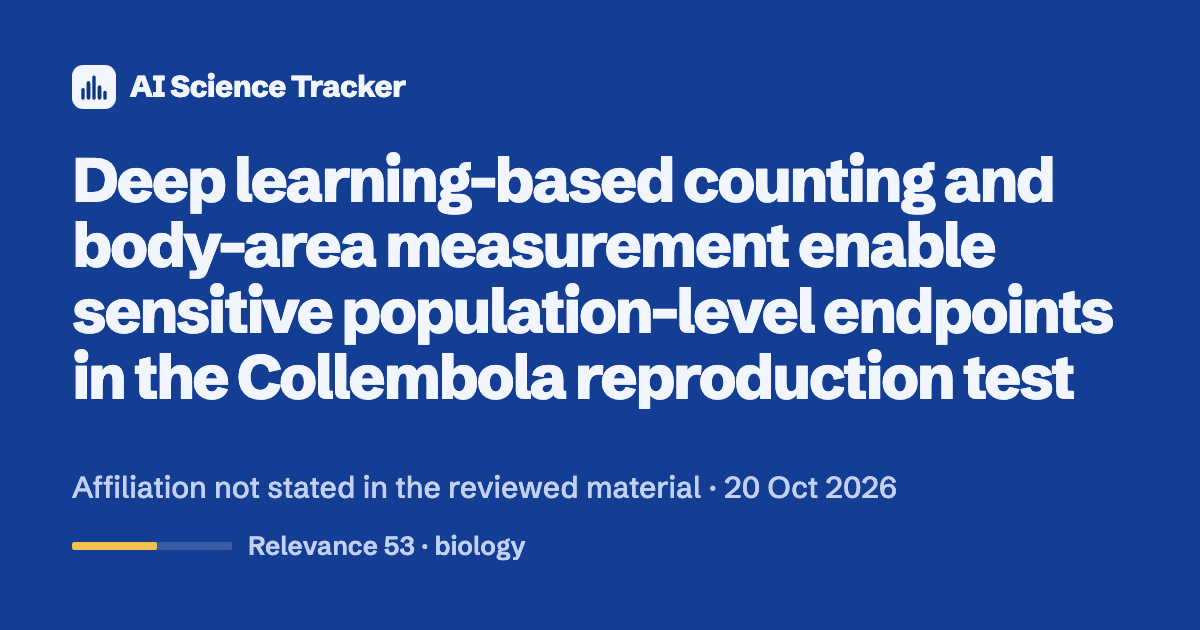 AI Science Tracker
Deep learning-based counting and
body-area measurement enable
sensitive population-level endpoints
in the Collembola reproduction test
Affiliation not stated in the reviewed material · 20 Oct 2026
Relevance 53 · biology